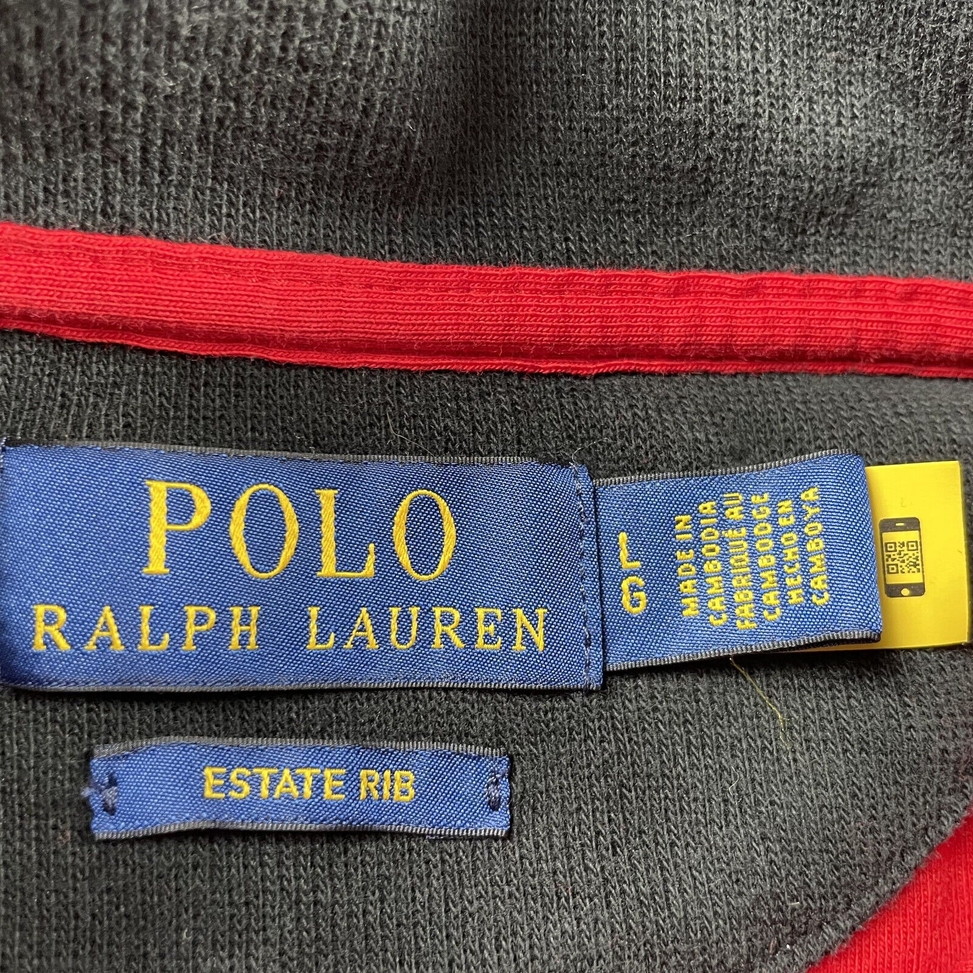 POLO
RALPH LAUREN
L
G
MADE IN
CAMBODIA
FABRIQUÉ AU
CAMBODGE
HECHO EN
CAMBOYA
ESTATE RIB